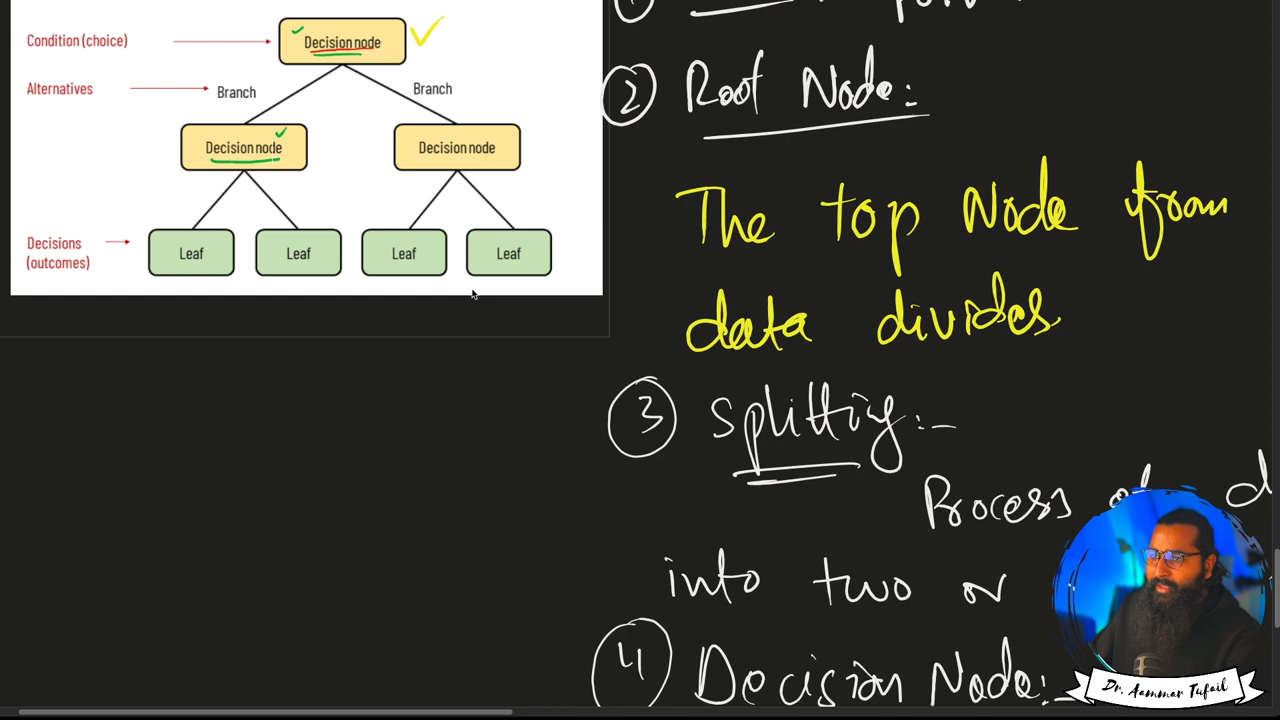 Condition (choice)
Decision node
Alternatives
Branch
Branch
Decision node
Decision node
Decisions
(outcomes)
Leaf
Leaf
Leaf
Leaf
①
② Root Node:
The top Node from
data divides
③ Splitting:-
Process of d
into two or
④ Decision Node:-
Dr. Aammar Tufail